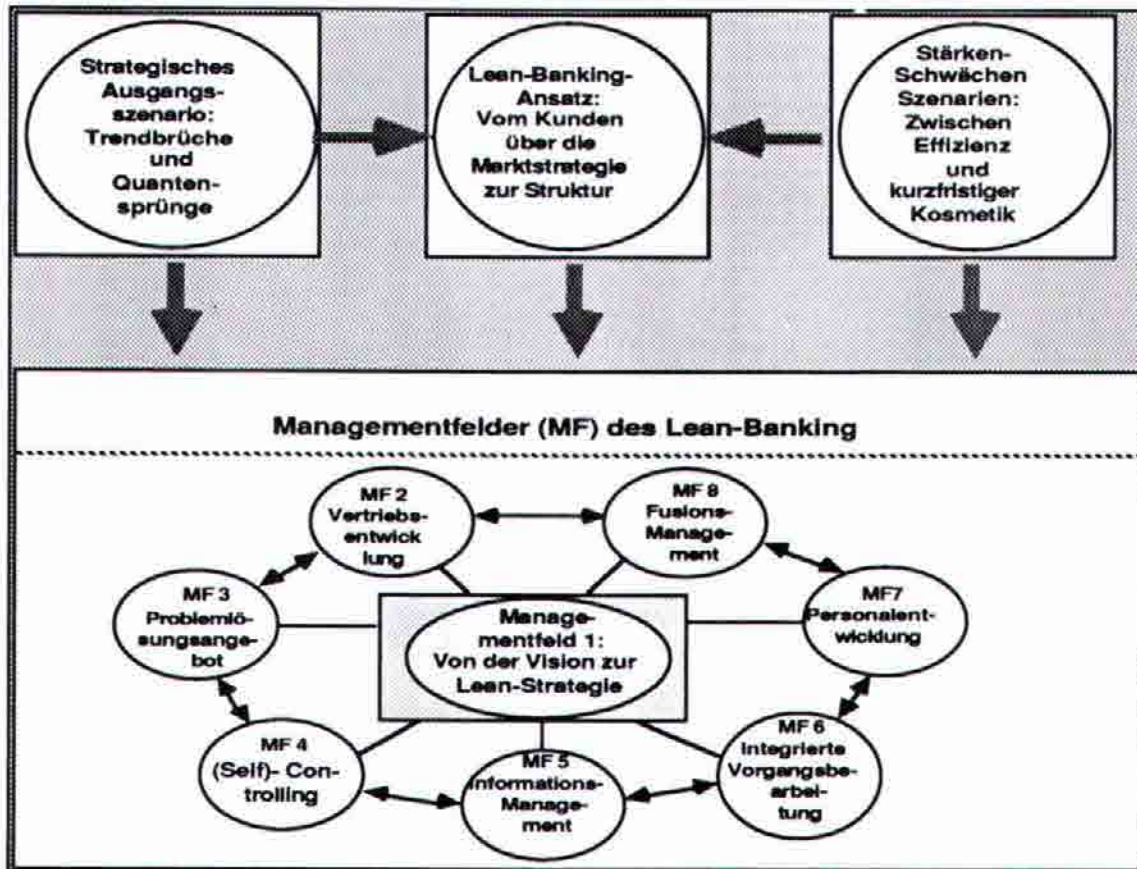 Strategisches
Ausgangs-
szenario:
Trendbrüche
und
Quanten-
sprünge
Lean-Banking-
Ansatz:
Vom Kunden
über die
Marktstrategie
zur Struktur
Stärken-
Schwächen
Szenarien:
Zwischen
Effizienz
und
kurzfristiger
Kosmetik
Managementfelder (MF) des Lean-Banking
MF 2
Vertriebs-
entwick
lung
MF 8
Fusions-
Manage-
ment
MF 3
Problemlö-
sungsange-
bot
Manage-
mentfeld 1:
Von der Vision zur
Lean-Strategie
MF7
Personalent-
wicklung
MF 4
(Self)- Con-
trolling
MF 5
Informations-
Manage-
ment
MF 6
Integrierte
Vorgangsbe-
arbei-
tung